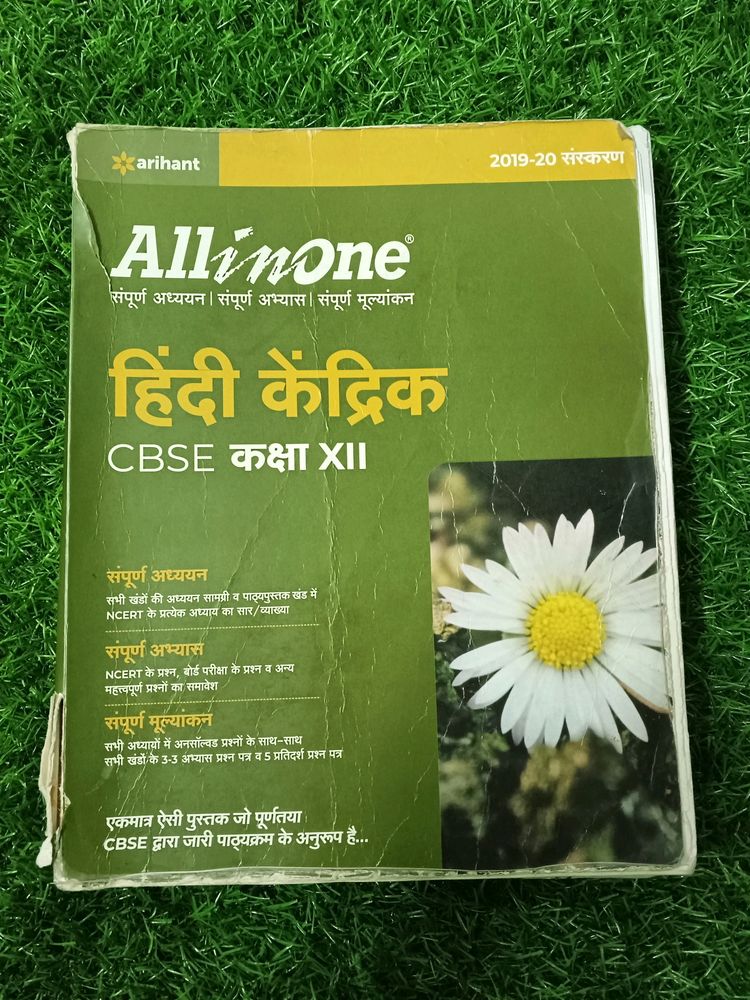 arihant
2019-20 संस्करण
All in One®
संपूर्ण अध्ययन | संपूर्ण अभ्यास | संपूर्ण मूल्यांकन
हिंदी केंद्रिक
CBSE कक्षा XII
संपूर्ण अध्ययन
सभी खंडों की अध्ययन सामग्री व पाठ्यपुस्तक खंड में
NCERT के प्रत्येक अध्याय का सार/व्याख्या
संपूर्ण अभ्यास
NCERT के प्रश्न, बोर्ड परीक्षा के प्रश्न व अन्य
महत्त्वपूर्ण प्रश्नों का समावेश
संपूर्ण मूल्यांकन
सभी अध्यायों में अनसॉल्वड प्रश्नों के साथ-साथ
सभी खंडों के 3-3 अभ्यास प्रश्न पत्र व 5 प्रतिदर्श प्रश्न पत्र
एकमात्र ऐसी पुस्तक जो पूर्णतया
CBSE द्वारा जारी पाठ्यक्रम के अनुरूप है...